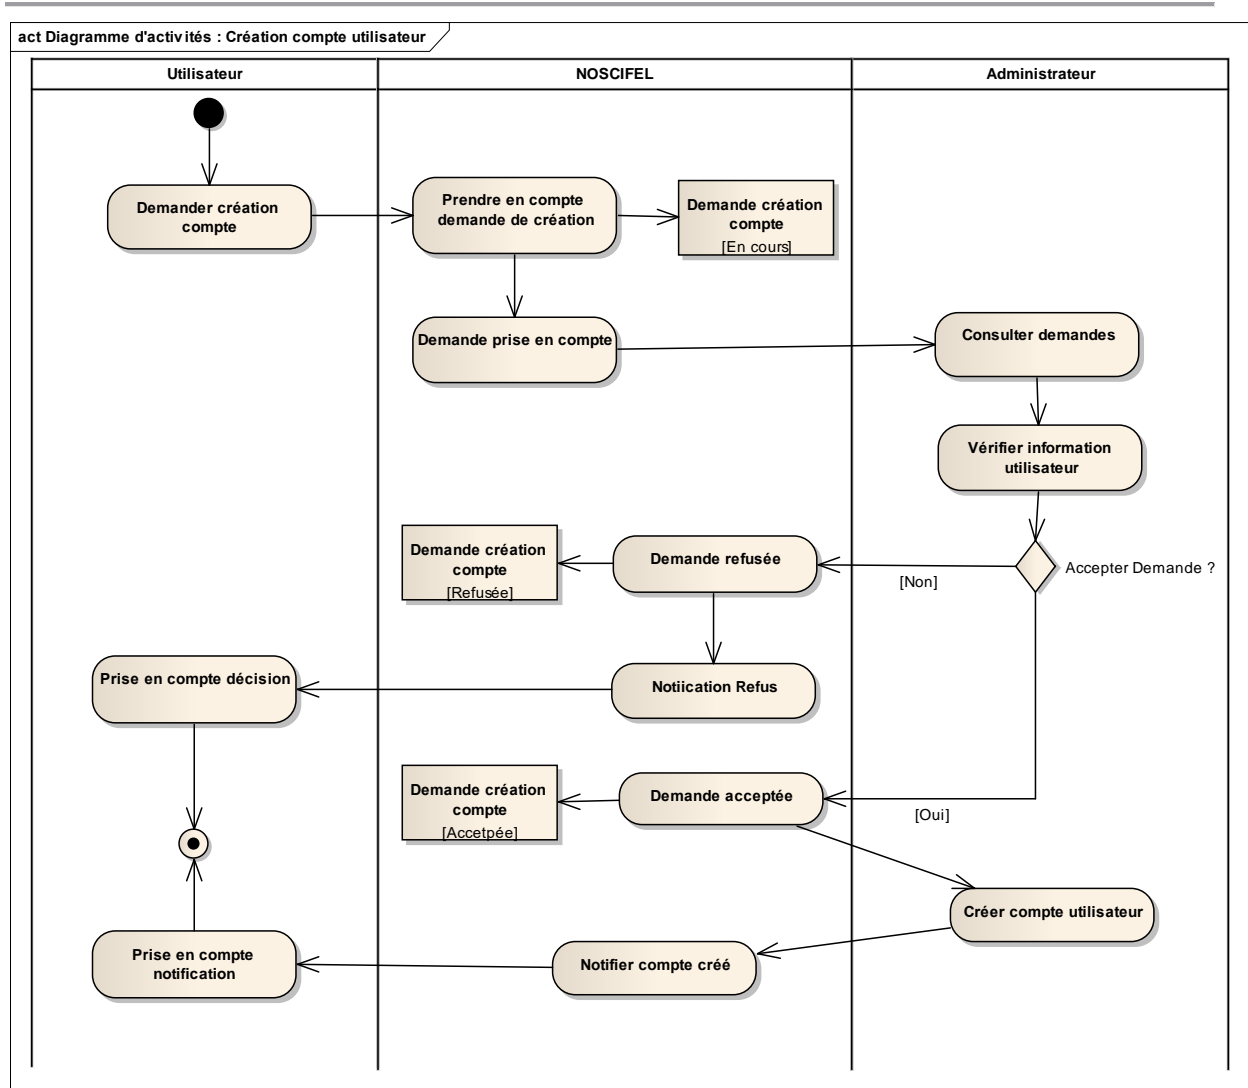 act Diagramme d'activités : Création compte utilisateur
Utilisateur
NOSCIFEL
Administrateur
Demander création
compte
Prendre en compte
demande de création
Demande création
compte
[En cours]
Demande prise en compte
Consulter demandes
Vérifier information
utilisateur
Accepter Demande ?
[Non]
Demande refusée
Demande création
compte
[Refusée]
Notiication Refus
Prise en compte décision
[Oui]
Demande acceptée
Demande création
compte
[Accetpée]
Créer compte utilisateur
Notifier compte créé
Prise en compte
notification